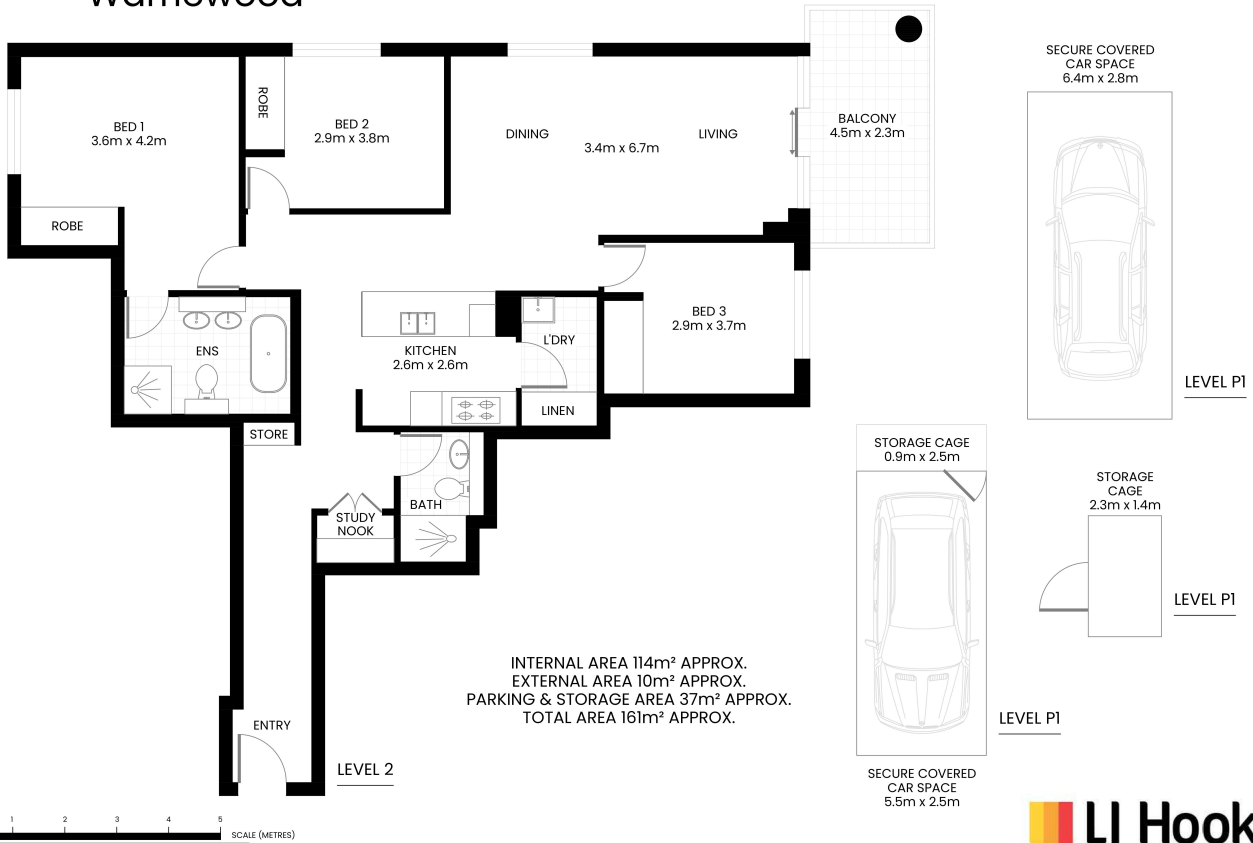 Warriewood
BED 1
3.6m x 4.2m
ROBE
ROBE
BED 2
2.9m x 3.8m
DINING
LIVING
3.4m x 6.7m
BALCONY
4.5m x 2.3m
SECURE COVERED
CAR SPACE
6.4m x 2.8m
LEVEL P1
ENS
KITCHEN
2.6m x 2.6m
L'DRY
LINEN
BED 3
2.9m x 3.7m
STORE
BATH
STUDY
NOOK
STORAGE CAGE
0.9m x 2.5m
STORAGE
CAGE
2.3m x 1.4m
LEVEL P1
INTERNAL AREA 114m² APPROX.
EXTERNAL AREA 10m² APPROX.
PARKING & STORAGE AREA 37m² APPROX.
TOTAL AREA 161m² APPROX.
LEVEL P1
ENTRY
LEVEL 2
SECURE COVERED
CAR SPACE
5.5m x 2.5m
1 2 3 4 5
SCALE (METRES)
LJ Hook